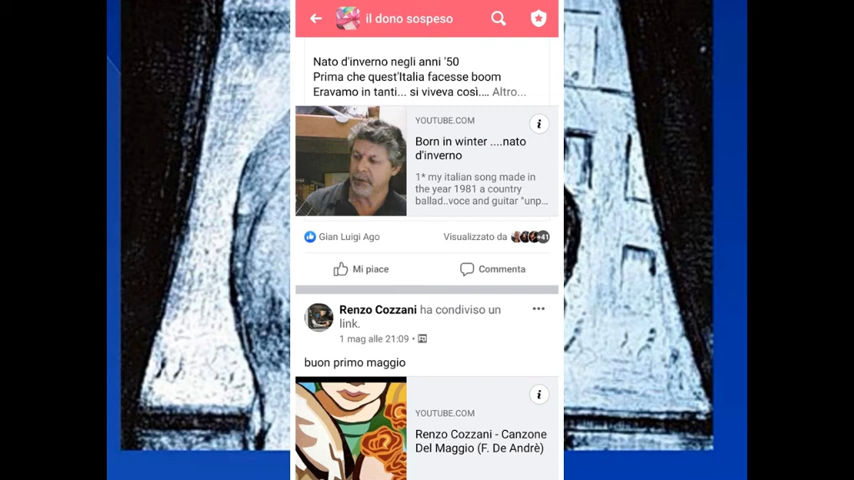 il dono sospeso
Nato d'inverno negli anni '50
Prima che quest'Italia facesse boom
Eravamo in tanti... si viveva così.... Altro...
YOUTUBE.COM
Born in winter ....nato
d'inverno
1* my italian song made in
the year 1981 a country
ballad..voce and guitar "unp...
Gian Luigi Ago
Visualizzato da
+41
Mi piace
Commenta
Renzo Cozzani ha condiviso un
link.
1 mag alle 21:09
buon primo maggio
YOUTUBE.COM
Renzo Cozzani - Canzone
Del Maggio (F. De Andrè)